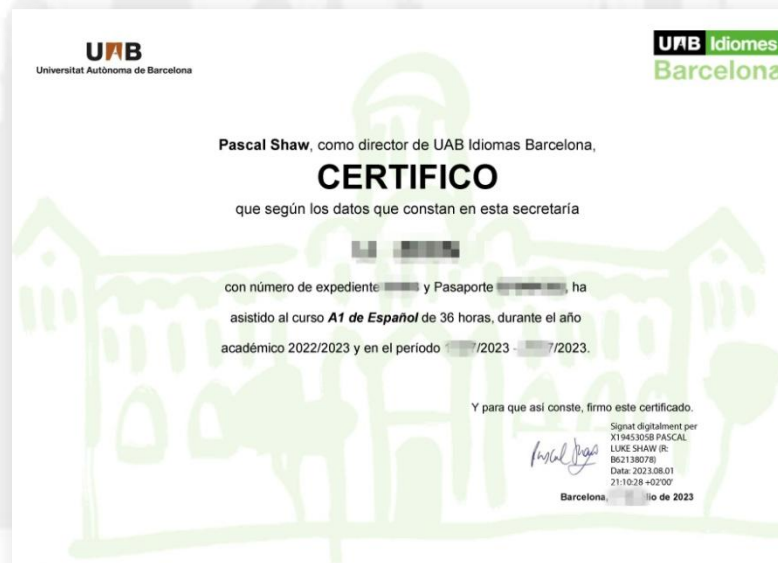 UAB
Universitat Autònoma de Barcelona
UAB Idiomes
Barcelona
Pascal Shaw, como director de UAB Idiomas Barcelona,
CERTIFICO
que según los datos que constan en esta secretaría
con número de expediente y Pasaporte , ha
asistido al curso A1 de Español de 36 horas, durante el año
académico 2022/2023 y en el período 7/2023 - 7/2023.
Y para que así conste, firmo este certificado.
Signat digitalment per
X1945305B PASCAL
LUKE SHAW (R:
B62138078)
Data: 2023.08.01
21:10:28 +02'00'
Barcelona, lio de 2023